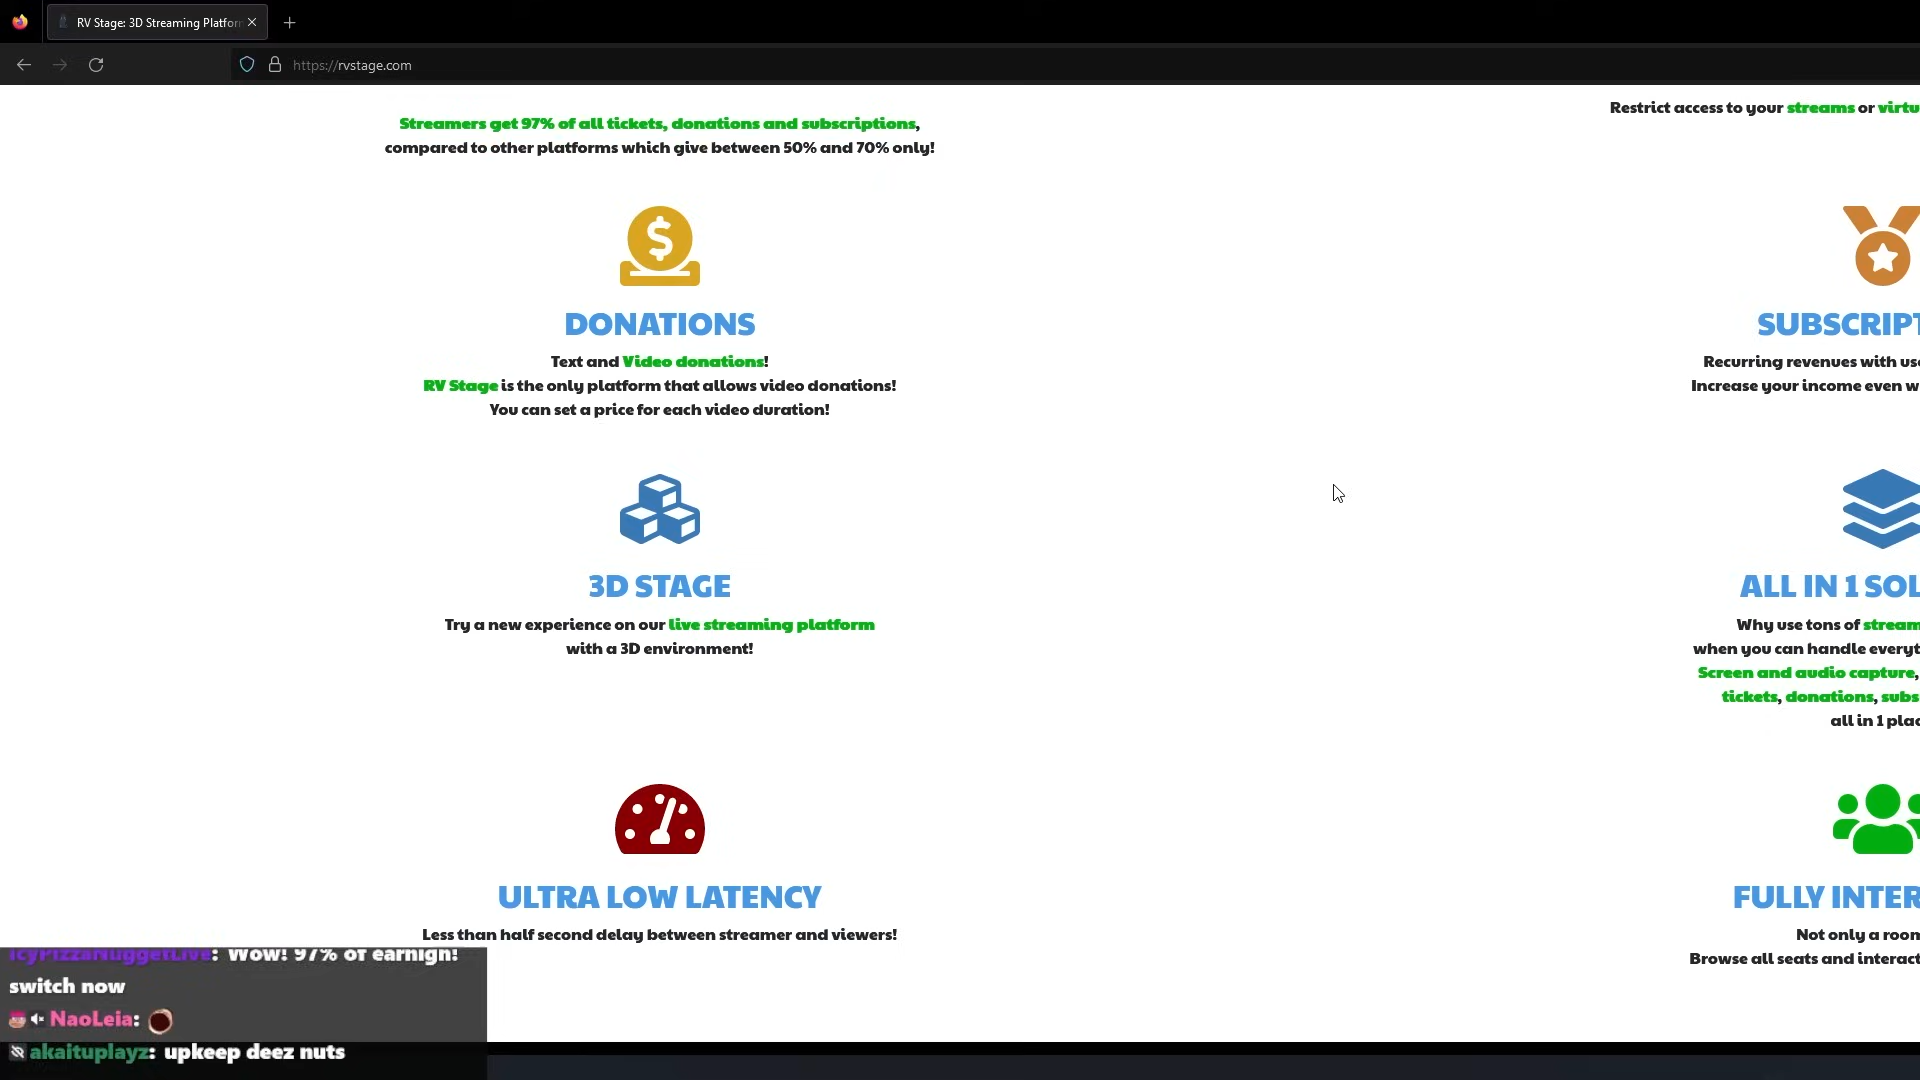 RV Stage: 3D Streaming Platfor
https://rvstage.com
Streamers get 97% of all tickets, donations and subscriptions,
compared to other platforms which give between 50% and 70% only!
Restrict access to your streams or virtu
DONATIONS
Text and Video donations!
RV Stage is the only platform that allows video donations!
You can set a price for each video duration!
SUBSCRIPT
Recurring revenues with use
Increase your income even w
3D STAGE
Try a new experience on our live streaming platform
with a 3D environment!
ALL IN 1 SOL
Why use tons of stream
when you can handle everyt
Screen and audio capture,
tickets, donations, subs
all in 1 plac
ULTRA LOW LATENCY
Less than half second delay between streamer and viewers!
FULLY INTER
Not only a room
Browse all seats and interact
IcyPizzaNuggetLive: Wow! 97% of earnign!
switch now
NaoLeia:
akaituplayz: upkeep deez nuts